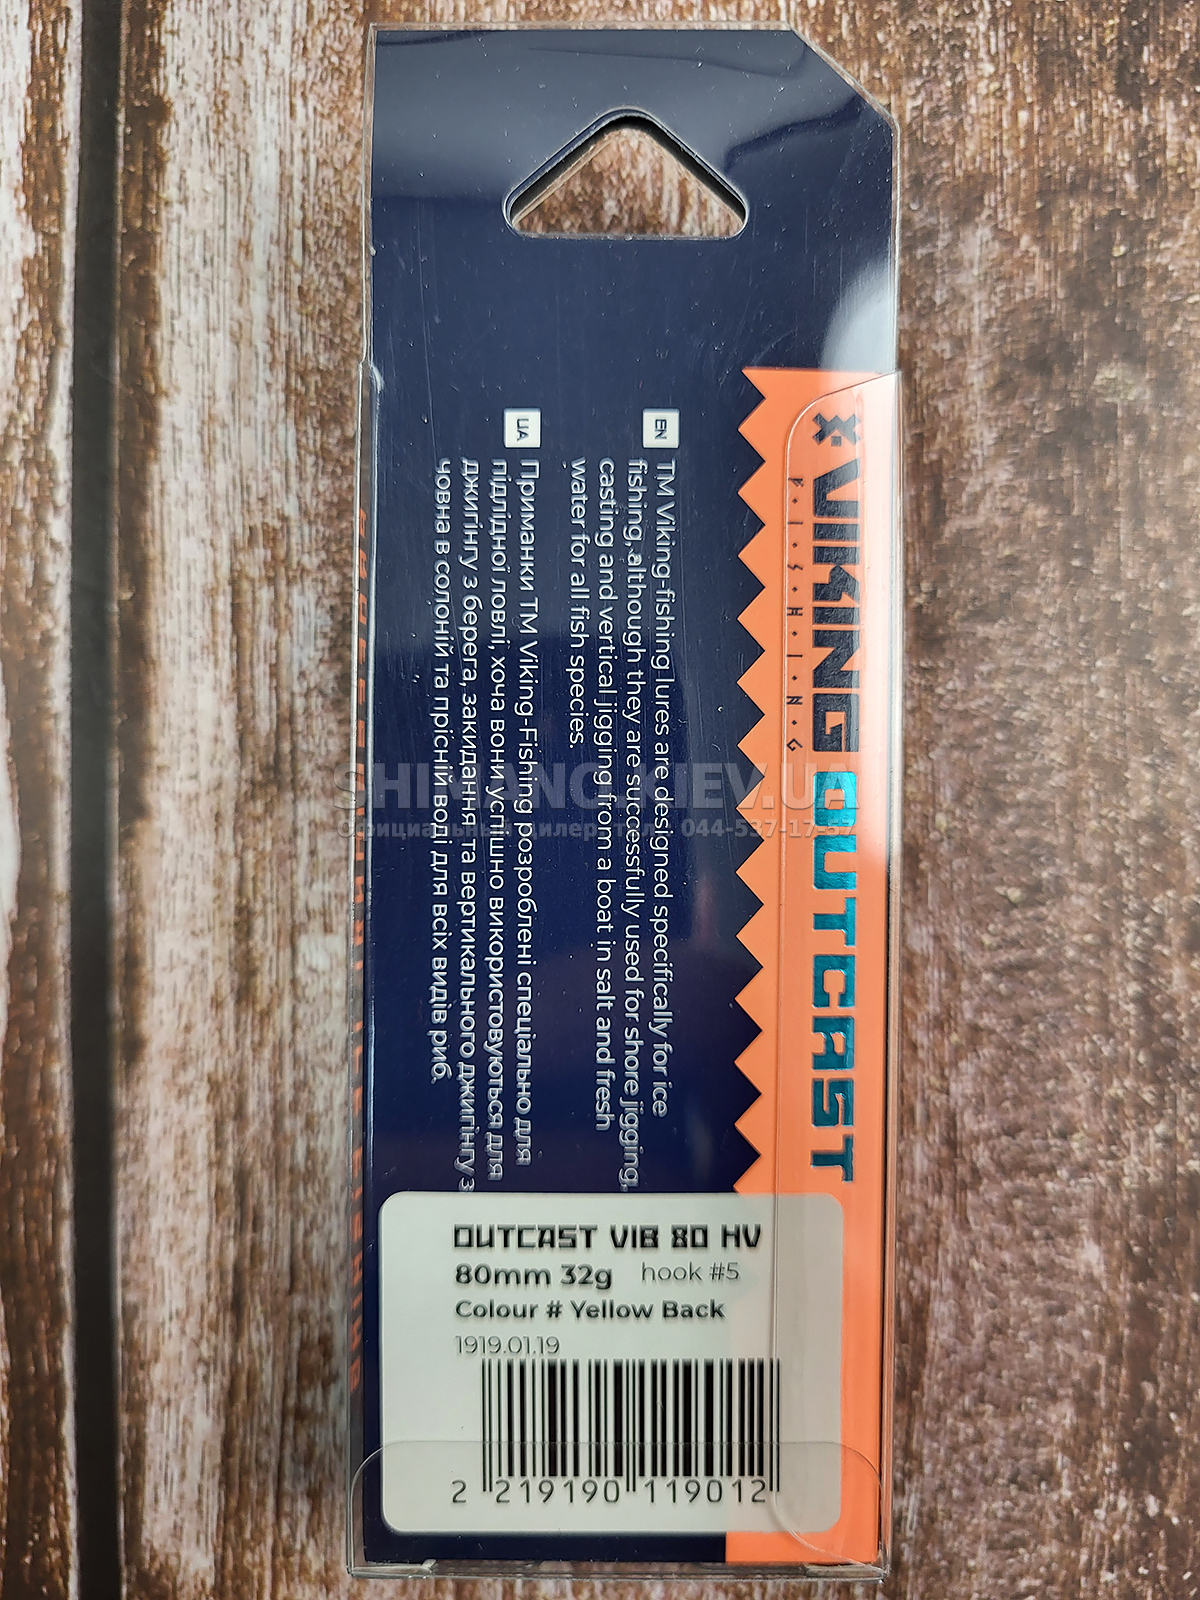 VIKING OUTCAST
FISHING
EN
TM Viking-fishing lures are designed specifically for ice
fishing, although they are successfully used for shore jigging,
casting and vertical jigging from a boat in salt and fresh
water for all fish species.
UA
Приманки ТМ Viking-Fishing розроблені спеціально для
підлідної ловлі, хоча вони успішно використовуються для
джигінгу з берега, закидання та вертикального джигінгу з
човна в солоній та прісній воді для всіх видів риб.
SHIMANO.KIEV.UA
Официальный дилер тел. 044-537-17-57
OUTCAST VIB 80 HV
80mm 32g hook #5
Colour # Yellow Back
1919.01.19
2 219190 119012